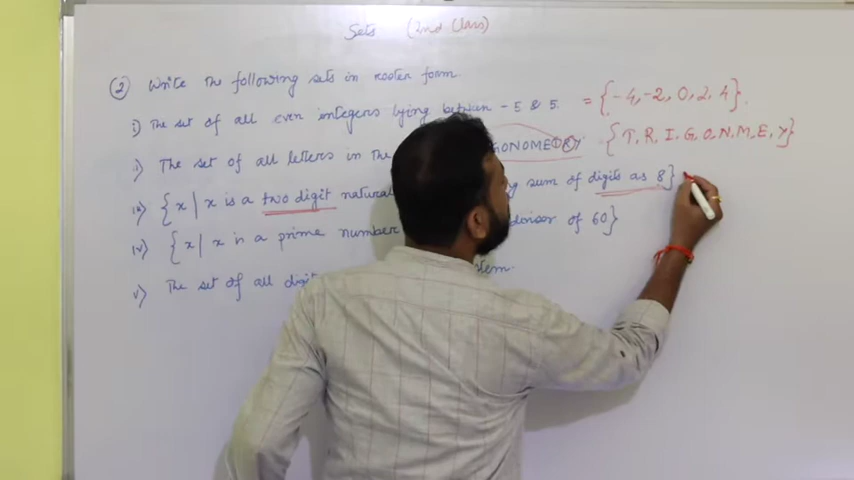 Sets (2nd Class)
② Write the following sets in roster form.
i) The set of all even integers lying between -5 & 5. = {-4, -2, 0, 2, 4}.
ii) The set of all letters in the GONOMETRY = {T, R, I, G, O, N, M, E, Y}
iii) {x | x is a two digit natural sum of digits as 8}
iv) {x | x is a prime number divisor of 60}
v) The set of all